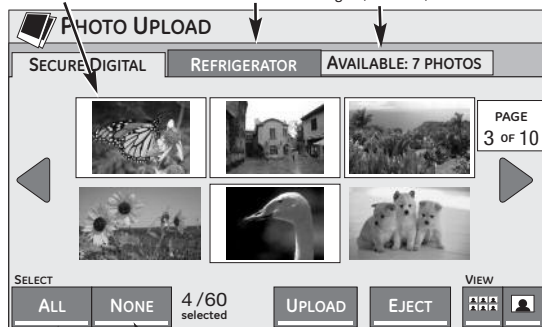 PHOTO UPLOAD
SECURE DIGITAL
REFRIGERATOR
AVAILABLE: 7 PHOTOS
PAGE
3 OF 10
SELECT
ALL
NONE
4/60
selected
UPLOAD
EJECT
VIEW